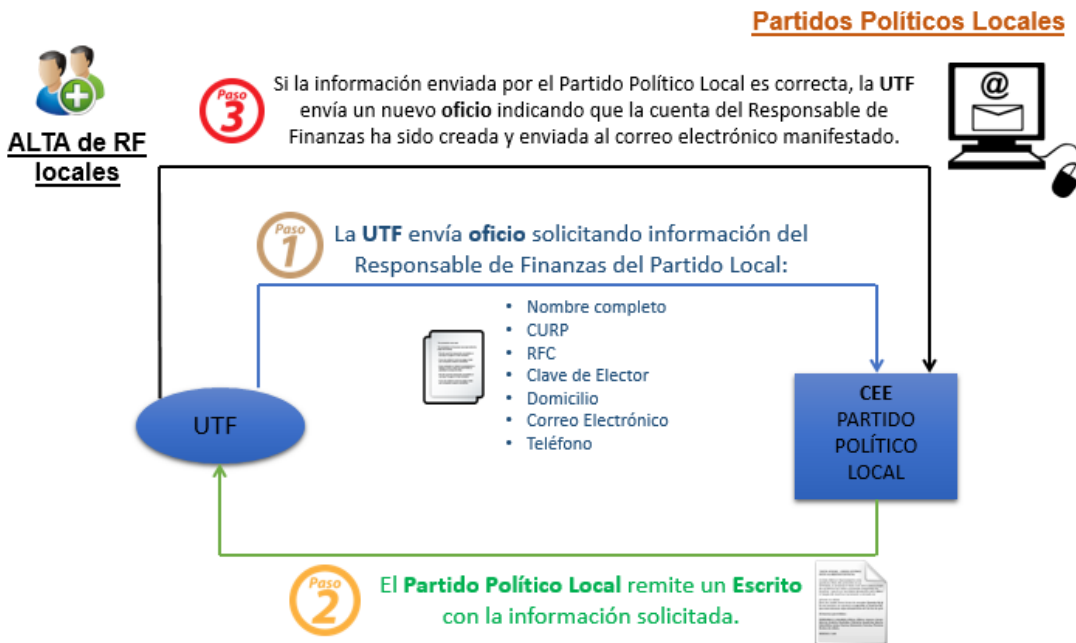 Partidos Políticos Locales
ALTA de RF
locales
Paso
3
Si la información enviada por el Partido Político Local es correcta, la UTF
envía un nuevo oficio indicando que la cuenta del Responsable de
Finanzas ha sido creada y enviada al correo electrónico manifestado.
@
Paso
1
La UTF envía oficio solicitando información del
Responsable de Finanzas del Partido Local:
• Nombre completo
• CURP
• RFC
• Clave de Elector
• Domicilio
• Correo Electrónico
• Teléfono
UTF
CEE
PARTIDO
POLÍTICO
LOCAL
Paso
2
El Partido Político Local remite un Escrito
con la información solicitada.